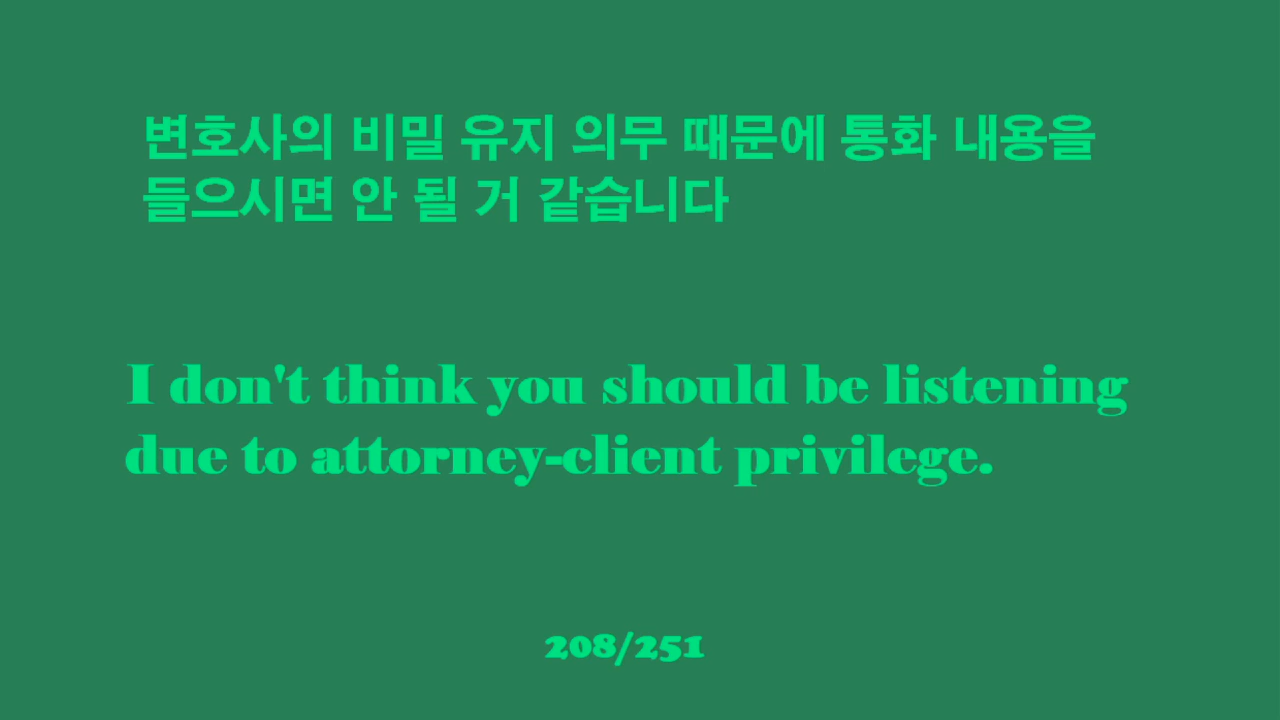 변호사의 비밀 유지 의무 때문에 통화 내용을
들으시면 안 될 거 같습니다
I don't think you should be listening
due to attorney-client privilege.
208/251